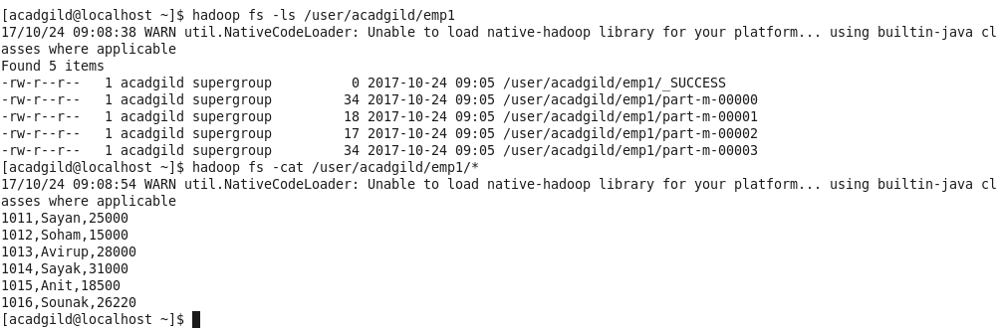 [acadgild@localhost ~]$ hadoop fs -ls /user/acadgild/emp1
17/10/24 09:08:38 WARN util.NativeCodeLoader: Unable to load native-hadoop library for your platform... using builtin-java cl
asses where applicable
Found 5 items
-rw-r--r--   1 acadgild supergroup          0 2017-10-24 09:05 /user/acadgild/emp1/_SUCCESS
-rw-r--r--   1 acadgild supergroup         34 2017-10-24 09:05 /user/acadgild/emp1/part-m-00000
-rw-r--r--   1 acadgild supergroup         18 2017-10-24 09:05 /user/acadgild/emp1/part-m-00001
-rw-r--r--   1 acadgild supergroup         17 2017-10-24 09:05 /user/acadgild/emp1/part-m-00002
-rw-r--r--   1 acadgild supergroup         34 2017-10-24 09:05 /user/acadgild/emp1/part-m-00003
[acadgild@localhost ~]$ hadoop fs -cat /user/acadgild/emp1/*
17/10/24 09:08:54 WARN util.NativeCodeLoader: Unable to load native-hadoop library for your platform... using builtin-java cl
asses where applicable
1011,Sayan,25000
1012,Soham,15000
1013,Avirup,28000
1014,Sayak,31000
1015,Anit,18500
1016,Sounak,26220
[acadgild@localhost ~]$